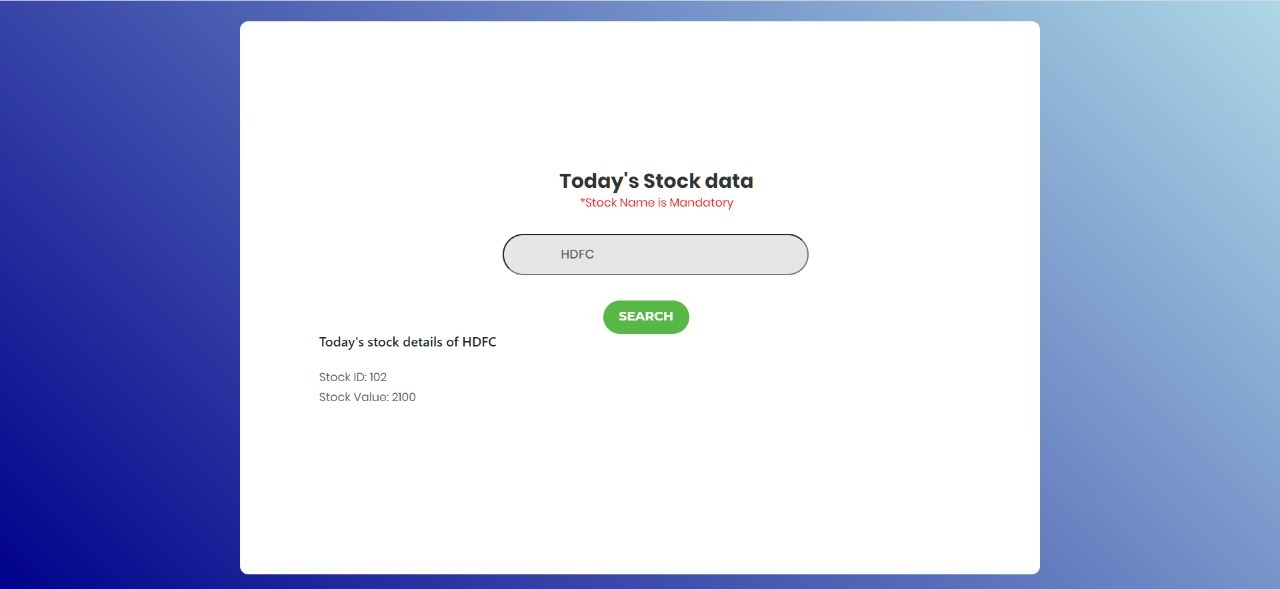 Today's Stock data
*Stock Name is Mandatory
HDFC
SEARCH
Today's stock details of HDFC
Stock ID: 102
Stock Value: 2100